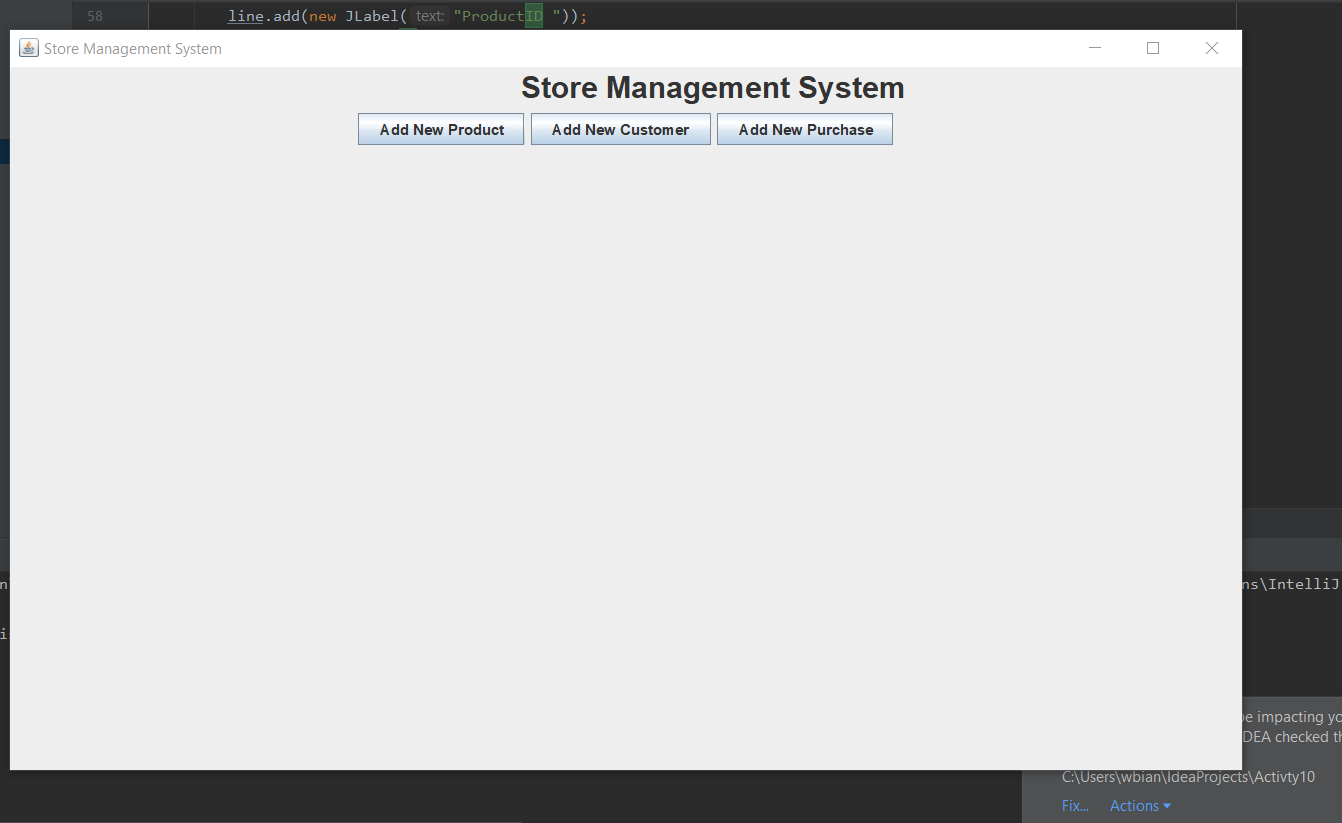 58 line.add(new JLabel( text: "ProductID "));
Store Management System
Store Management System
Add New Product Add New Customer Add New Purchase
n ns\IntelliJ
i
be impacting yo
DEA checked th
C:\Users\wbian\IdeaProjects\Activty10
Fix... Actions